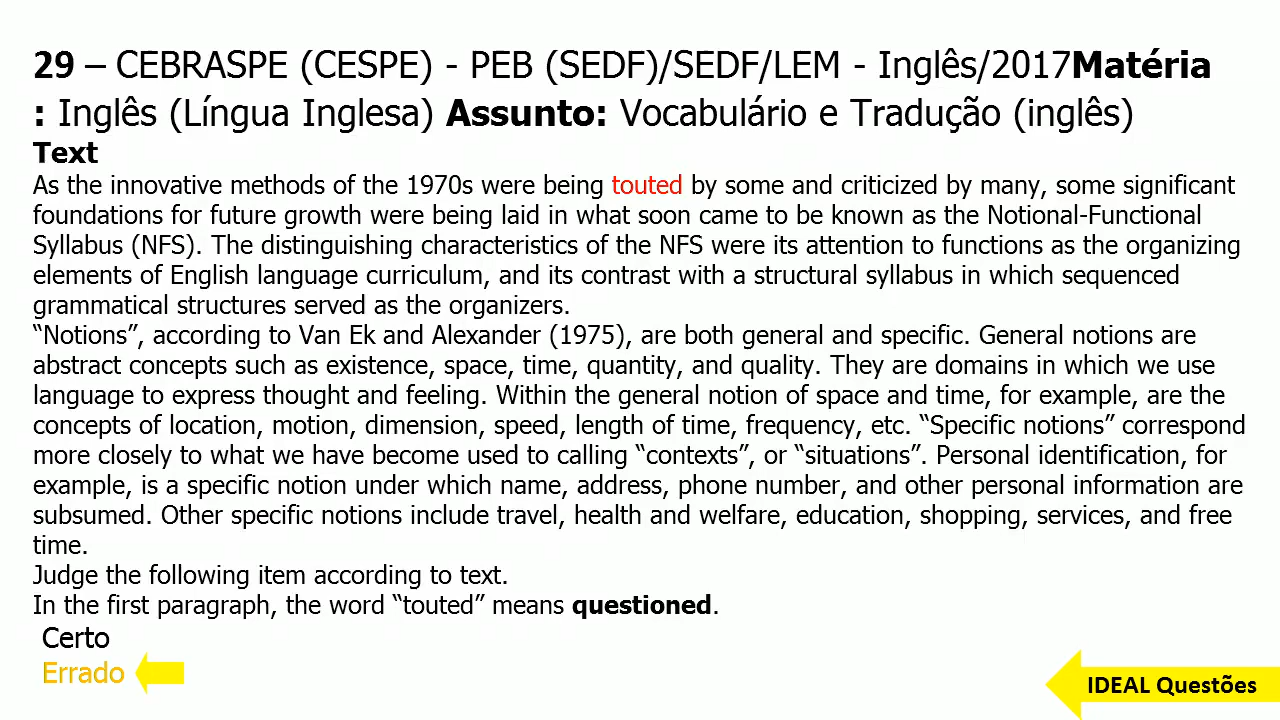 29 – CEBRASPE (CESPE) - PEB (SEDF)/SEDF/LEM - Inglês/2017Matéria
: Inglês (Língua Inglesa) Assunto: Vocabulário e Tradução (inglês)
Text
As the innovative methods of the 1970s were being touted by some and criticized by many, some significant
foundations for future growth were being laid in what soon came to be known as the Notional-Functional
Syllabus (NFS). The distinguishing characteristics of the NFS were its attention to functions as the organizing
elements of English language curriculum, and its contrast with a structural syllabus in which sequenced
grammatical structures served as the organizers.
“Notions”, according to Van Ek and Alexander (1975), are both general and specific. General notions are
abstract concepts such as existence, space, time, quantity, and quality. They are domains in which we use
language to express thought and feeling. Within the general notion of space and time, for example, are the
concepts of location, motion, dimension, speed, length of time, frequency, etc. “Specific notions” correspond
more closely to what we have become used to calling “contexts”, or “situations”. Personal identification, for
example, is a specific notion under which name, address, phone number, and other personal information are
subsumed. Other specific notions include travel, health and welfare, education, shopping, services, and free
time.
Judge the following item according to text.
In the first paragraph, the word “touted” means questioned.
Certo
Errado
IDEAL Questões